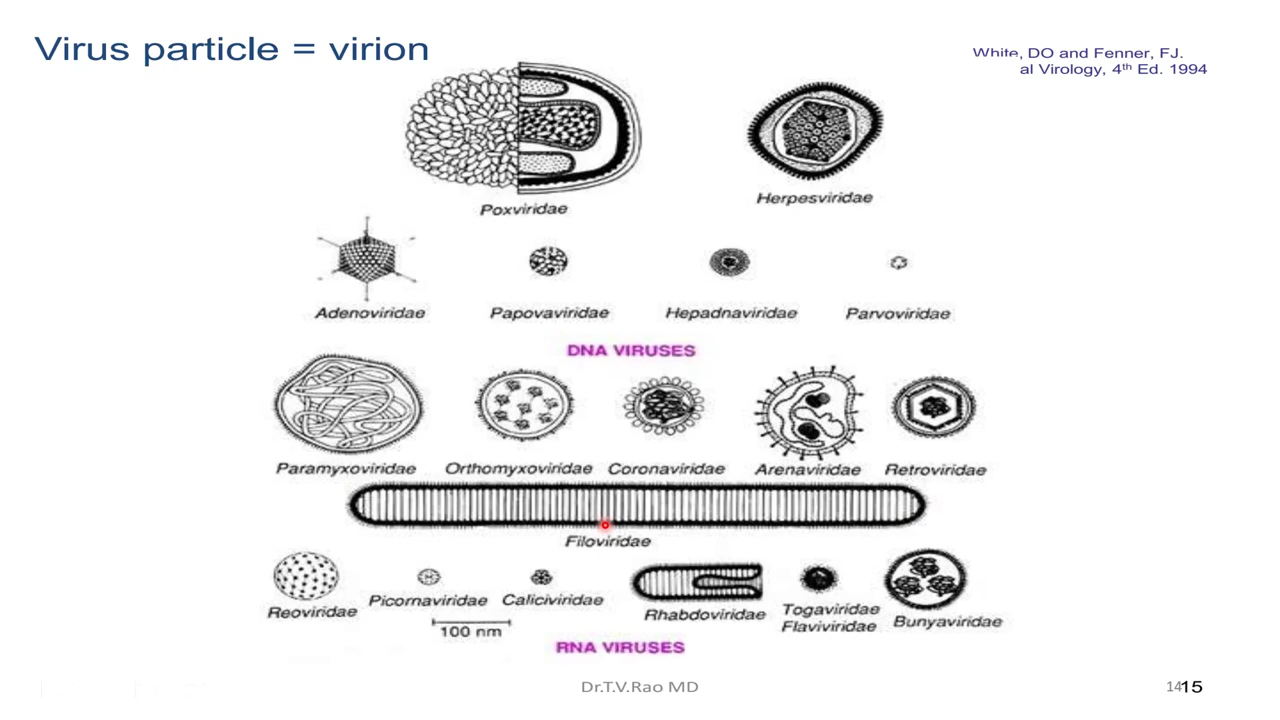 Virus particle = virion
White, DO and Fenner, FJ.
al Virology, 4th Ed. 1994
Poxviridae
Herpesviridae
Adenoviridae
Papovaviridae
Hepadnaviridae
Parvoviridae
DNA VIRUSES
Paramyxoviridae
Orthomyxoviridae
Coronaviridae
Arenaviridae
Retroviridae
Filoviridae
Reoviridae
Picornaviridae
Caliciviridae
Rhabdoviridae
Togaviridae
Flaviviridae
Bunyaviridae
100 nm
RNA VIRUSES
Dr.T.V.Rao MD
14
15